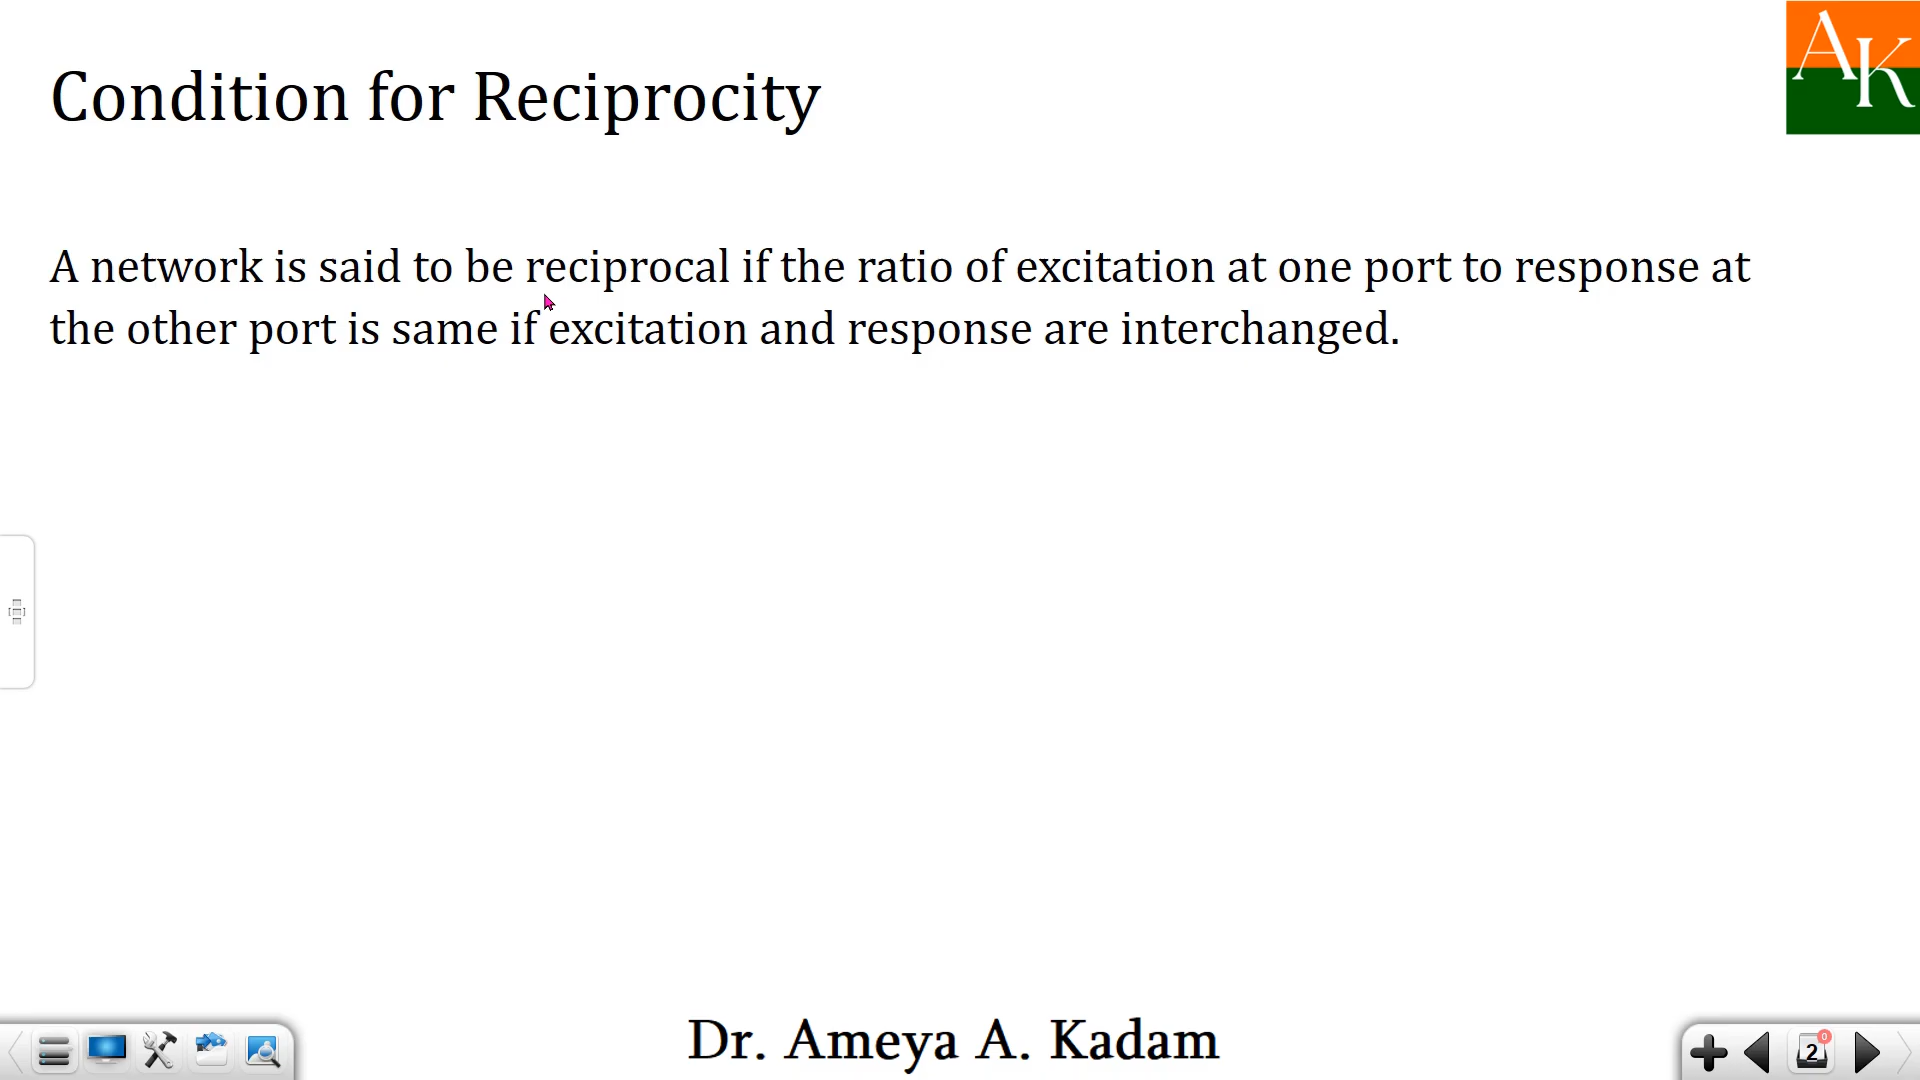 Condition for Reciprocity
AK
A network is said to be reciprocal if the ratio of excitation at one port to response at
the other port is same if excitation and response are interchanged.
Dr. Ameya A. Kadam
0
2